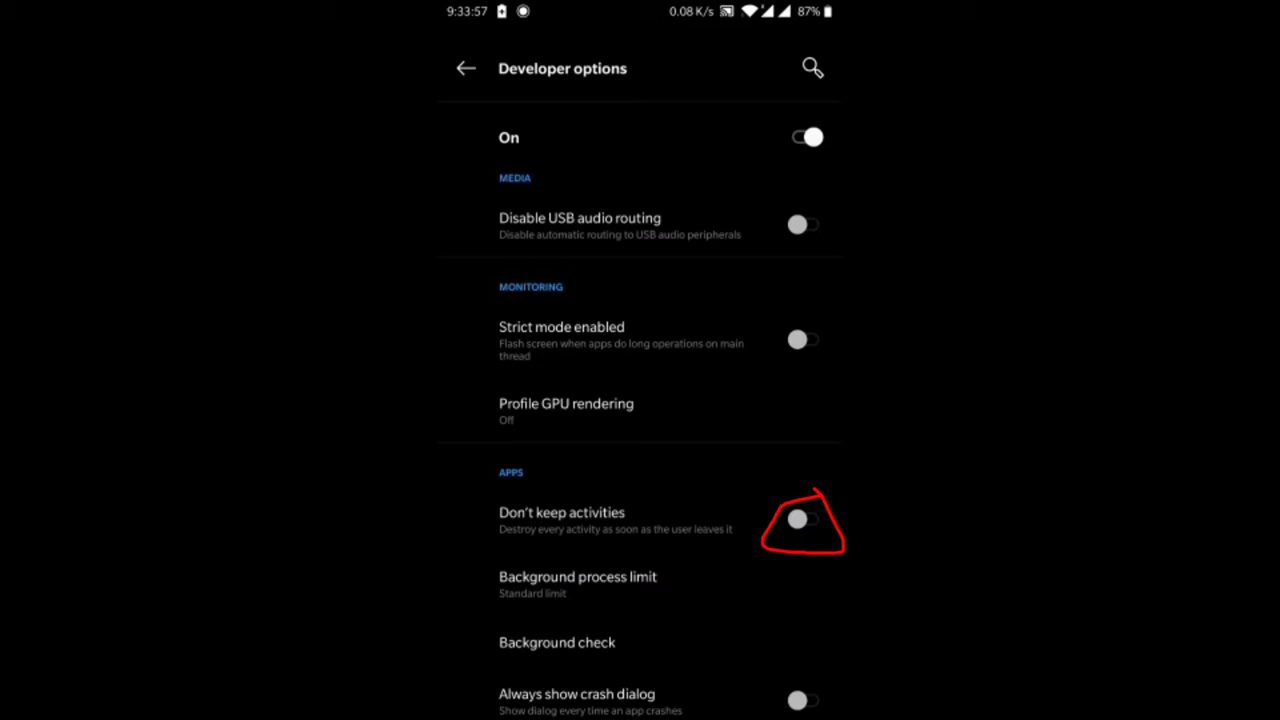 9:33:57 0.08 K/s 87%
Developer options
On
MEDIA
Disable USB audio routing
Disable automatic routing to USB audio peripherals
MONITORING
Strict mode enabled
Flash screen when apps do long operations on main
thread
Profile GPU rendering
Off
APPS
Don't keep activities
Destroy every activity as soon as the user leaves it
Background process limit
Standard limit
Background check
Always show crash dialog
Show dialog every time an app crashes